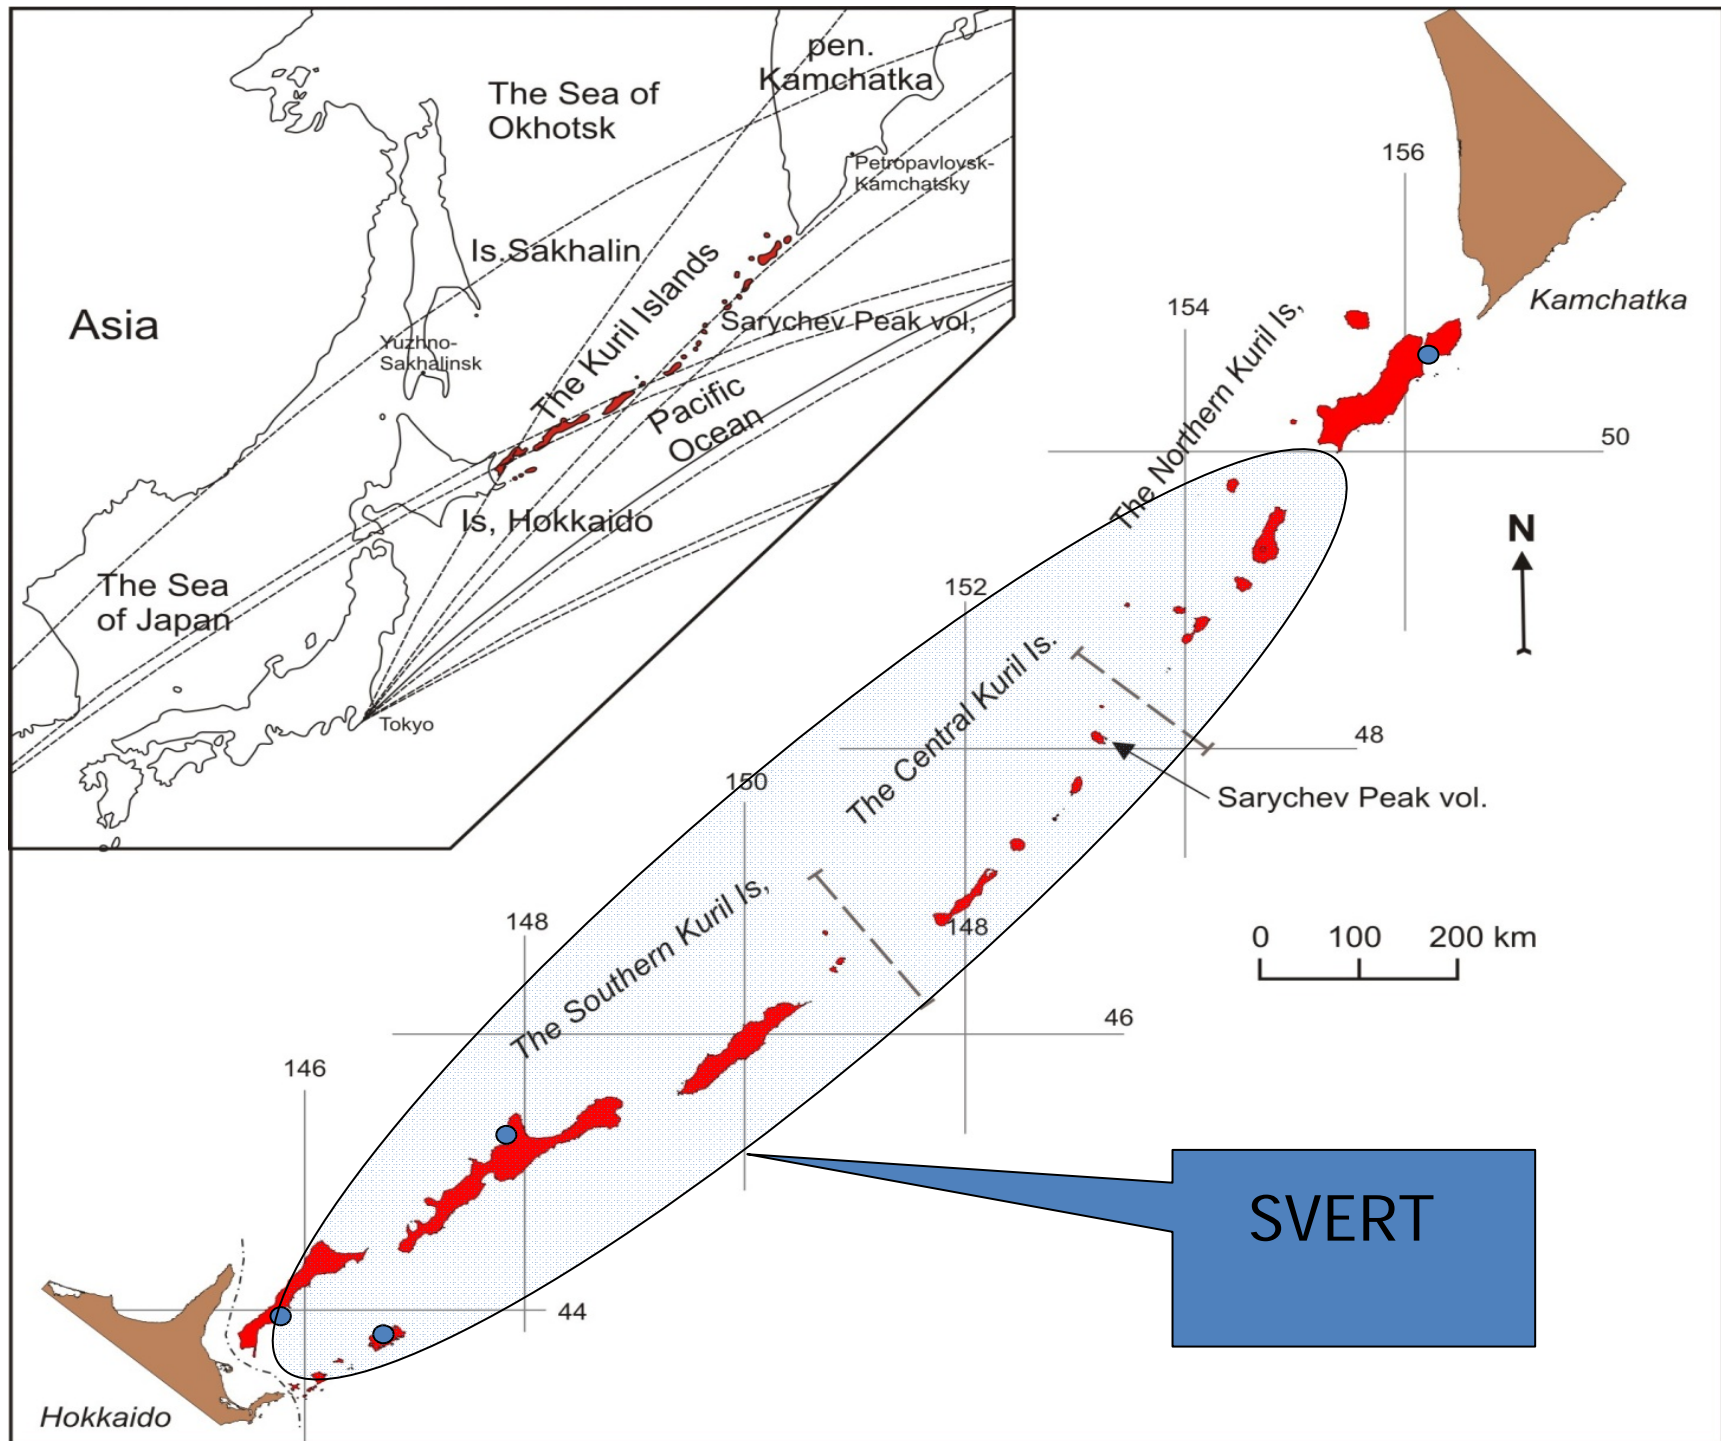 pen.
Kamchatka
The Sea of
Okhotsk
Petropavlovsk-
Kamchatsky
Is.Sakhalin
The Kuril Islands
Asia
Sarychev Peak vol,
Yuzhno-
Sakhalinsk
Pacific
Ocean
Is, Hokkaido
The Sea
of Japan
Tokyo
156
Kamchatka
154
The Northern Kuril Is,
50
N
152
The Central Kuril Is.
48
150
Sarychev Peak vol.
The Southern Kuril Is,
148
148
0 100 200 km
46
146
SVERT
44
Hokkaido